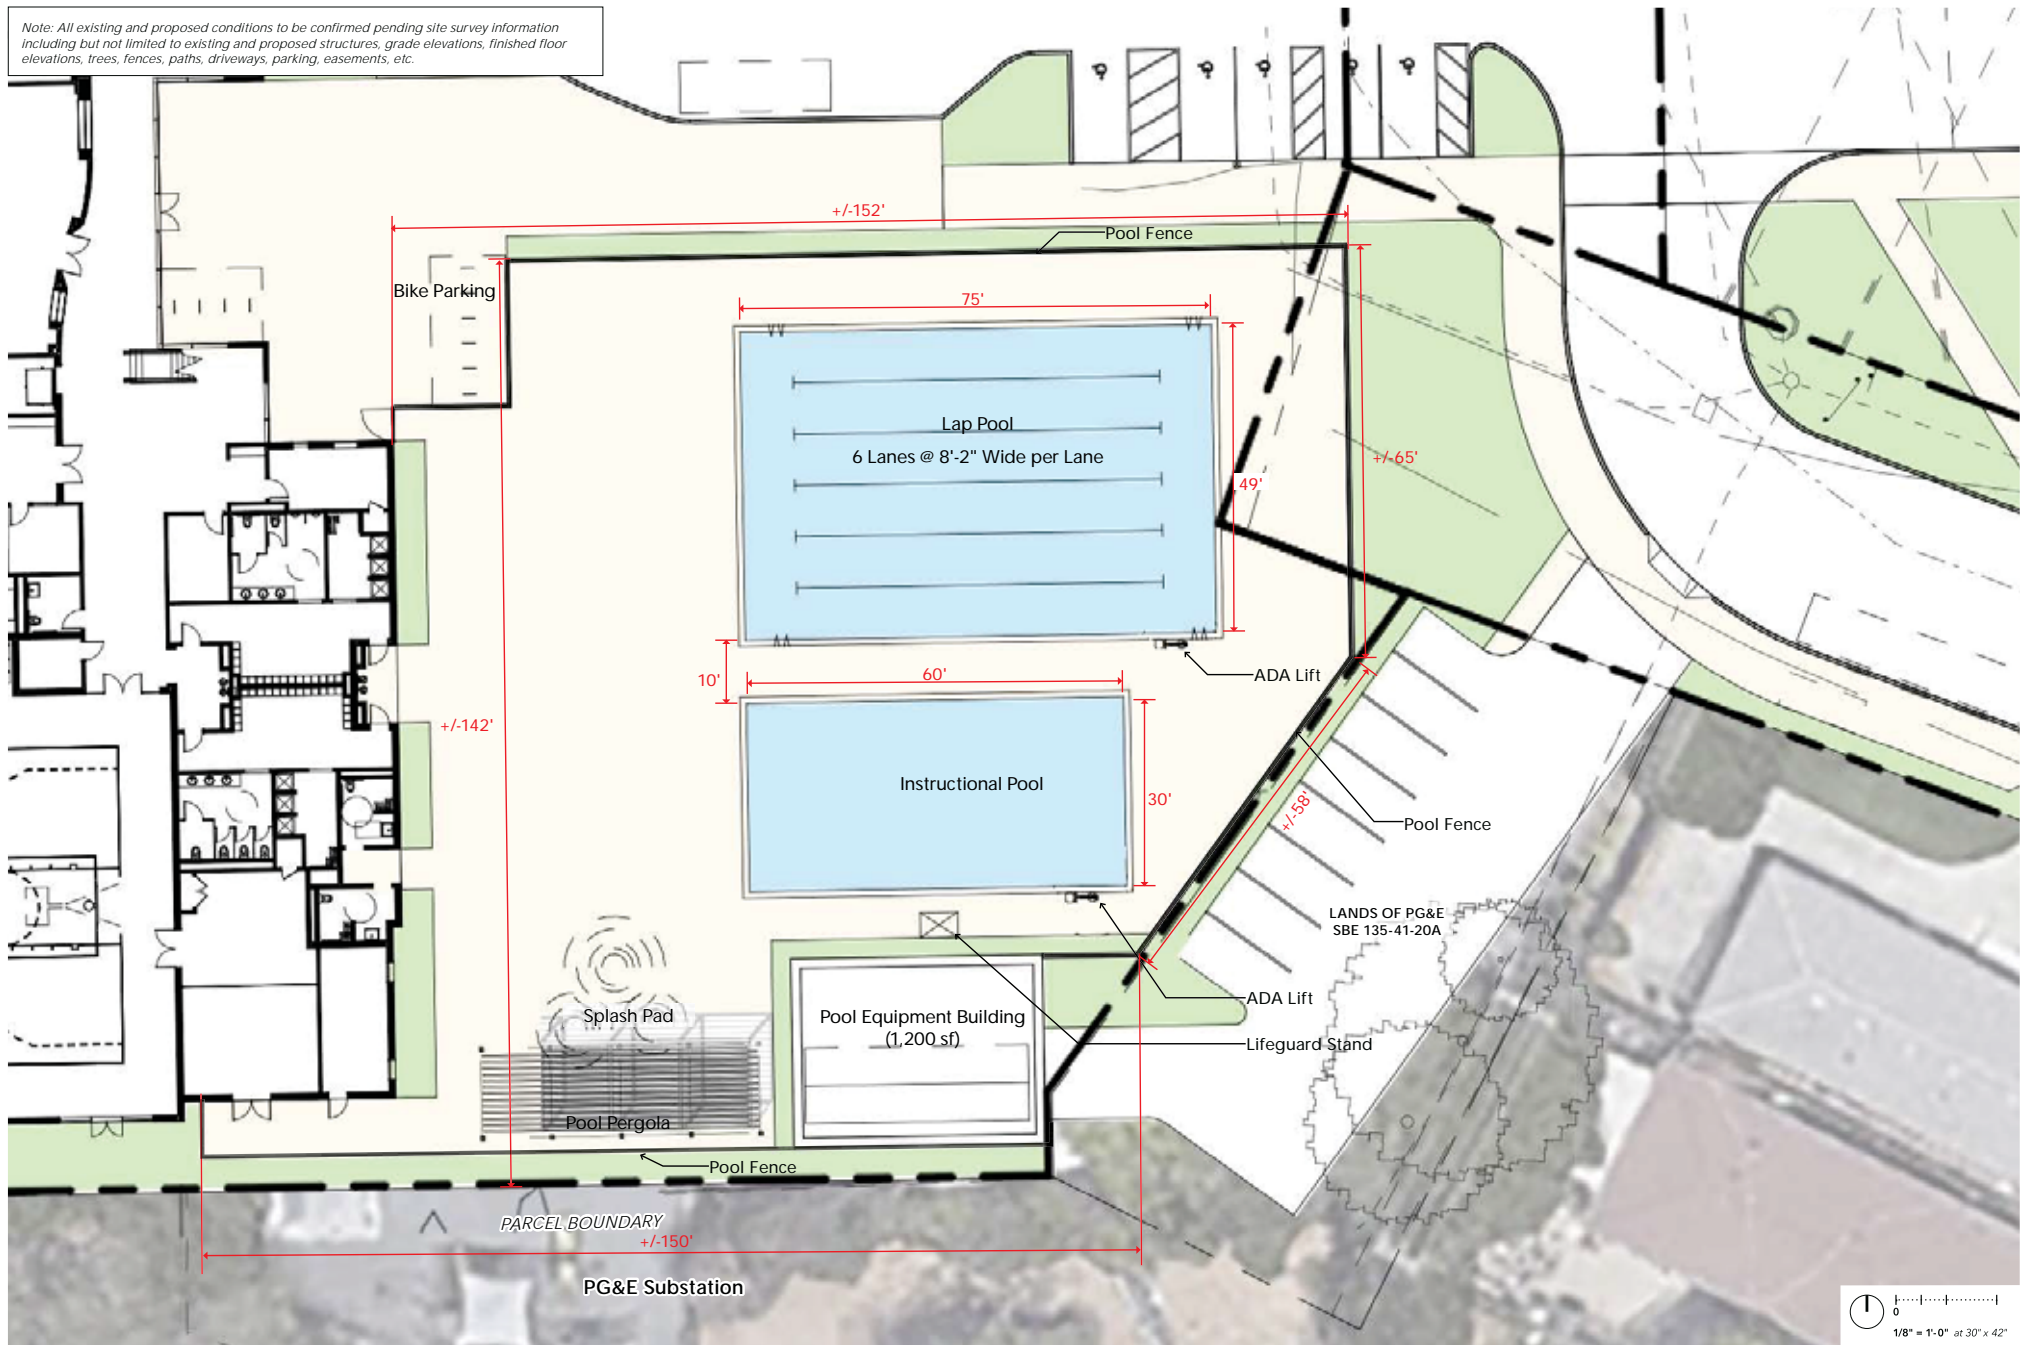 Note: All existing and proposed conditions to be confirmed pending site survey information
including but not limited to existing and proposed structures, grade elevations, finished floor
elevations, trees, fences, paths, driveways, parking, easements, etc.
+/-152'
Pool Fence
Bike Parking
75'
Lap Pool
6 Lanes @ 8'-2" Wide per Lane
+/-65'
49'
ADA Lift
10'
60'
+/-142'
Instructional Pool
30'
+/-58'
Pool Fence
LANDS OF PG&E
SBE 135-41-20A
ADA Lift
Splash Pad
Pool Equipment Building
(1,200 sf)
Lifeguard Stand
Pool Pergola
Pool Fence
PARCEL BOUNDARY
+/-150'
PG&E Substation
0
1/8" = 1'-0" at 30" x 42"